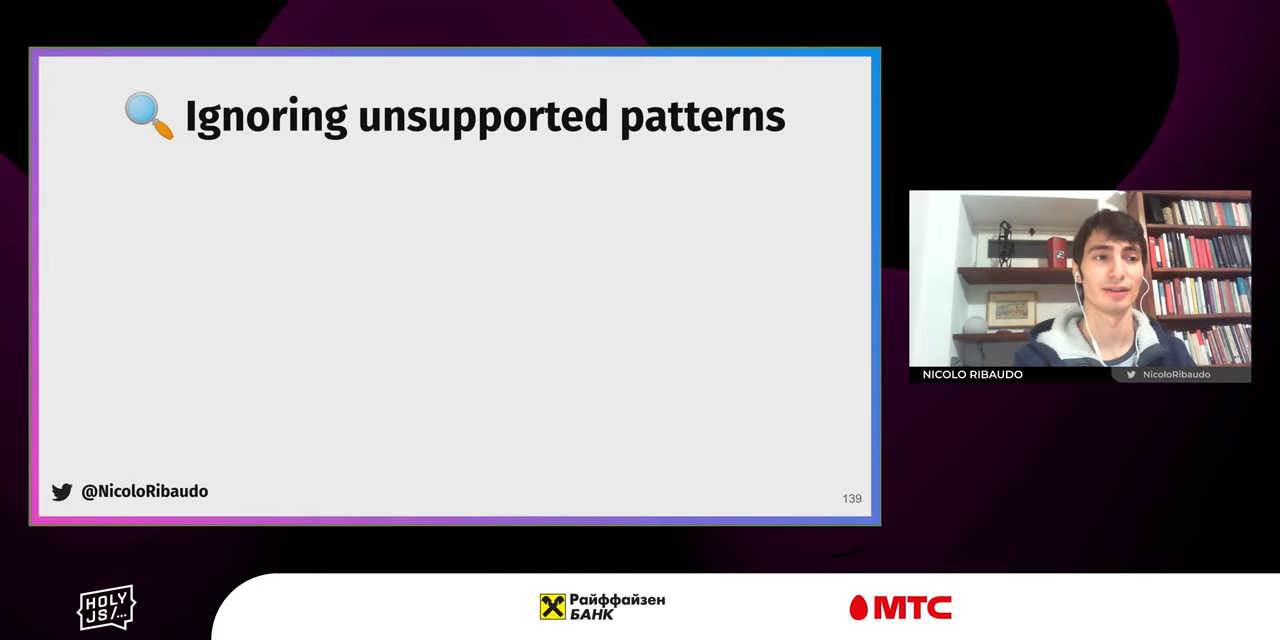 Ignoring unsupported patterns
@NicoloRibaudo
139
NICOLO RIBAUDO
NicoloRibaudo
HOLY
JS/...
Райффайзен
БАНК
МТС